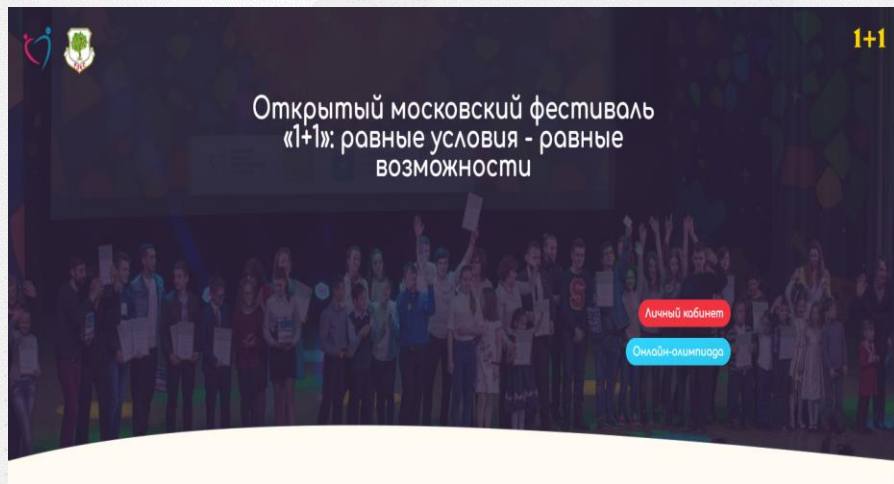 1+1
Открытый московский фестиваль
«1+1»: равные условия - равные
возможности
Личный кабинет
Онлайн-олимпиада